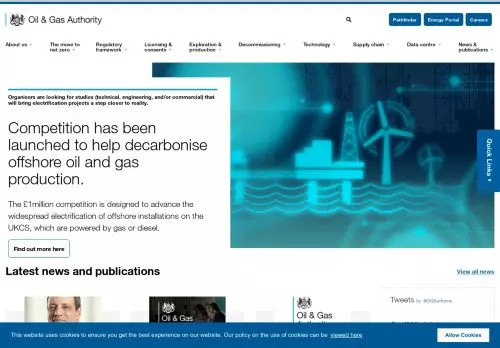 Oil & Gas Authority
Pathfinder
Energy Portal
Careers
About us
The move to
net zero
Regulatory
framework
Licensing &
consents
Exploration &
production
Decommissioning
Technology
Supply chain
Data centre
News &
publications
Organisers are looking for studies (technical, engineering, and/or commercial) that
will bring electrification projects a step closer to reality.
Competition has been
launched to help decarbonise
offshore oil and gas
production.
The £1million competition is designed to advance the
widespread electrification of offshore installations on the
UKCS, which are powered by gas or diesel.
Find out more here
Quick Links
Latest news and publications
View all news
Oil & Gas
Oil & Gas
Authority
Tweets by @OGAuthority
This website uses cookies to ensure you get the best experience on our website. Our policy on the use of cookies can be viewed here
Allow Cookies